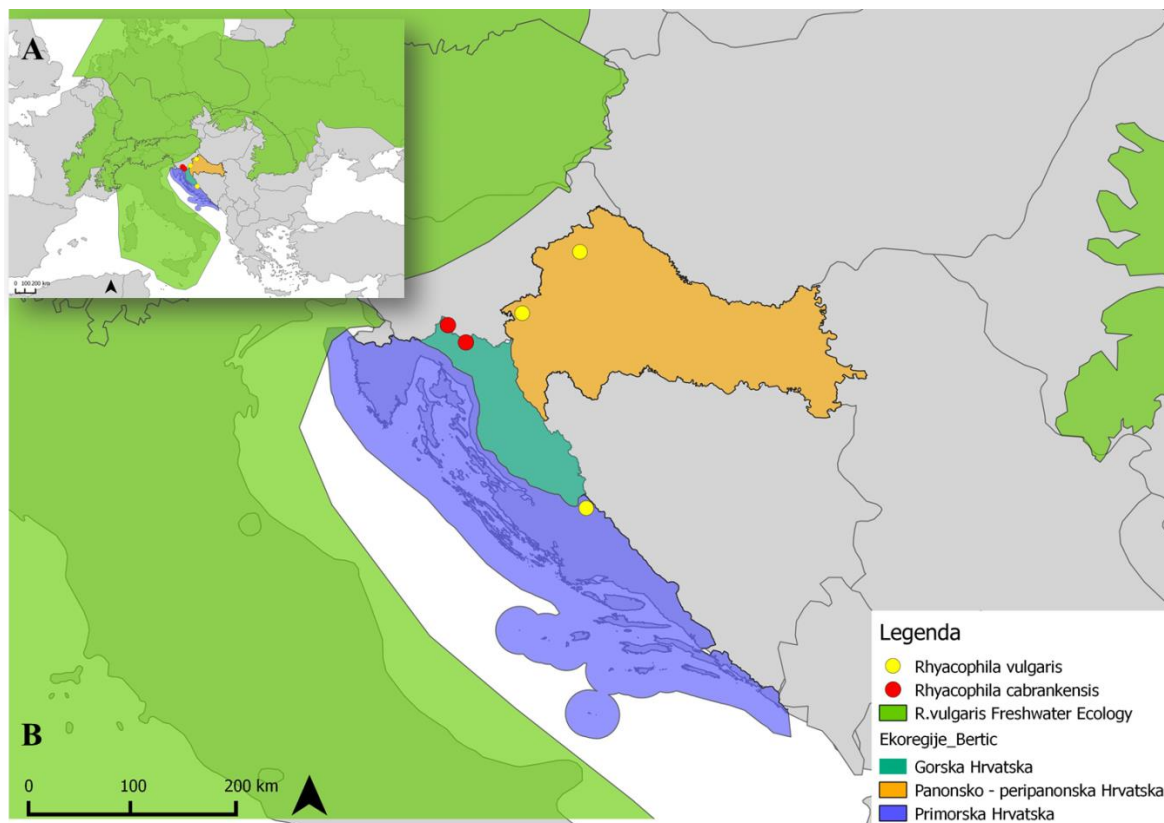 A
0 100 200 km
B
0 100 200 km
Legenda
Rhyacophila vulgaris
Rhyacophila cabrankensis
R.vulgaris Freshwater Ecology
Ekoregije_Bertic
Gorska Hrvatska
Panonsko - peripanonska Hrvatska
Primorska Hrvatska